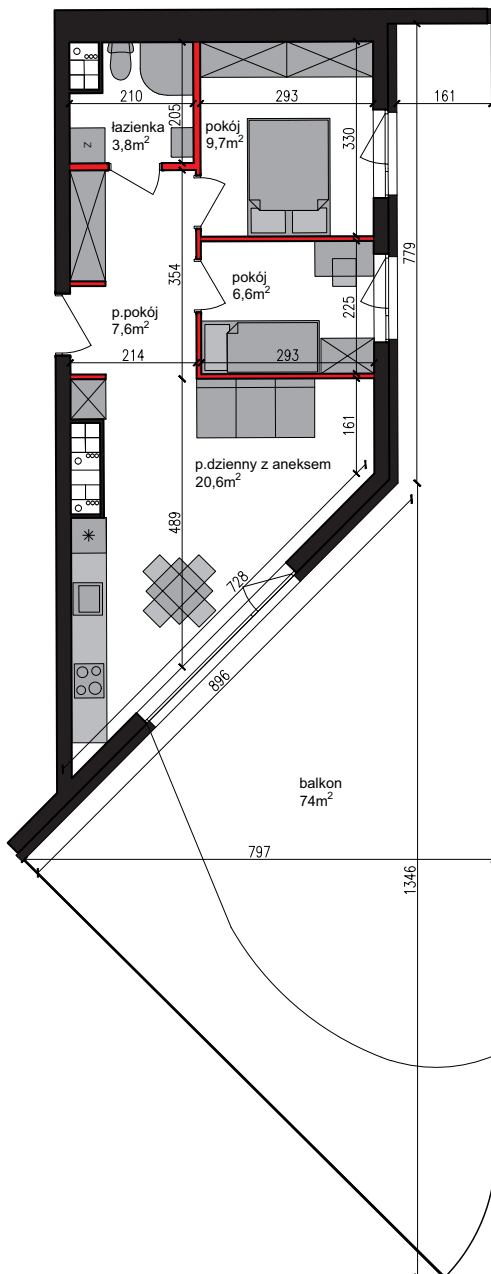 210
293
161
205
łazienka
3,8m²
pokój
9,7m²
330
z
354
779
pokój
6,6m²
225
p.pokój
7,6m²
214
293
161
p.dzienny z aneksem
20,6m²
489
728
896
balkon
74m²
797
1346